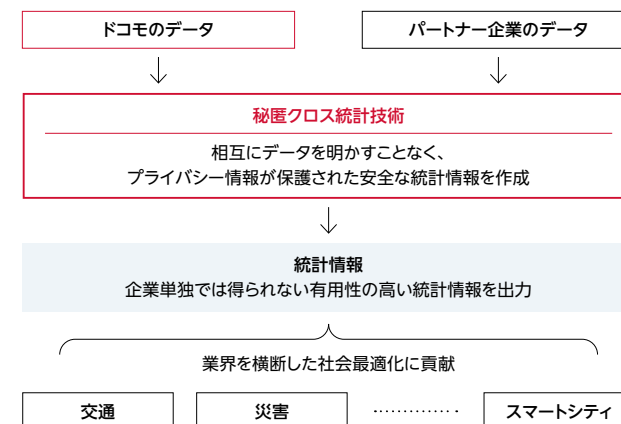 ドコモのデータ
パートナー企業のデータ
秘匿クロス統計技術
相互にデータを明かすことなく、
プライバシー情報が保護された安全な統計情報を作成
統計情報
企業単独では得られない有用性の高い統計情報を出力
業界を横断した社会最適化に貢献
交通
災害
スマートシティ